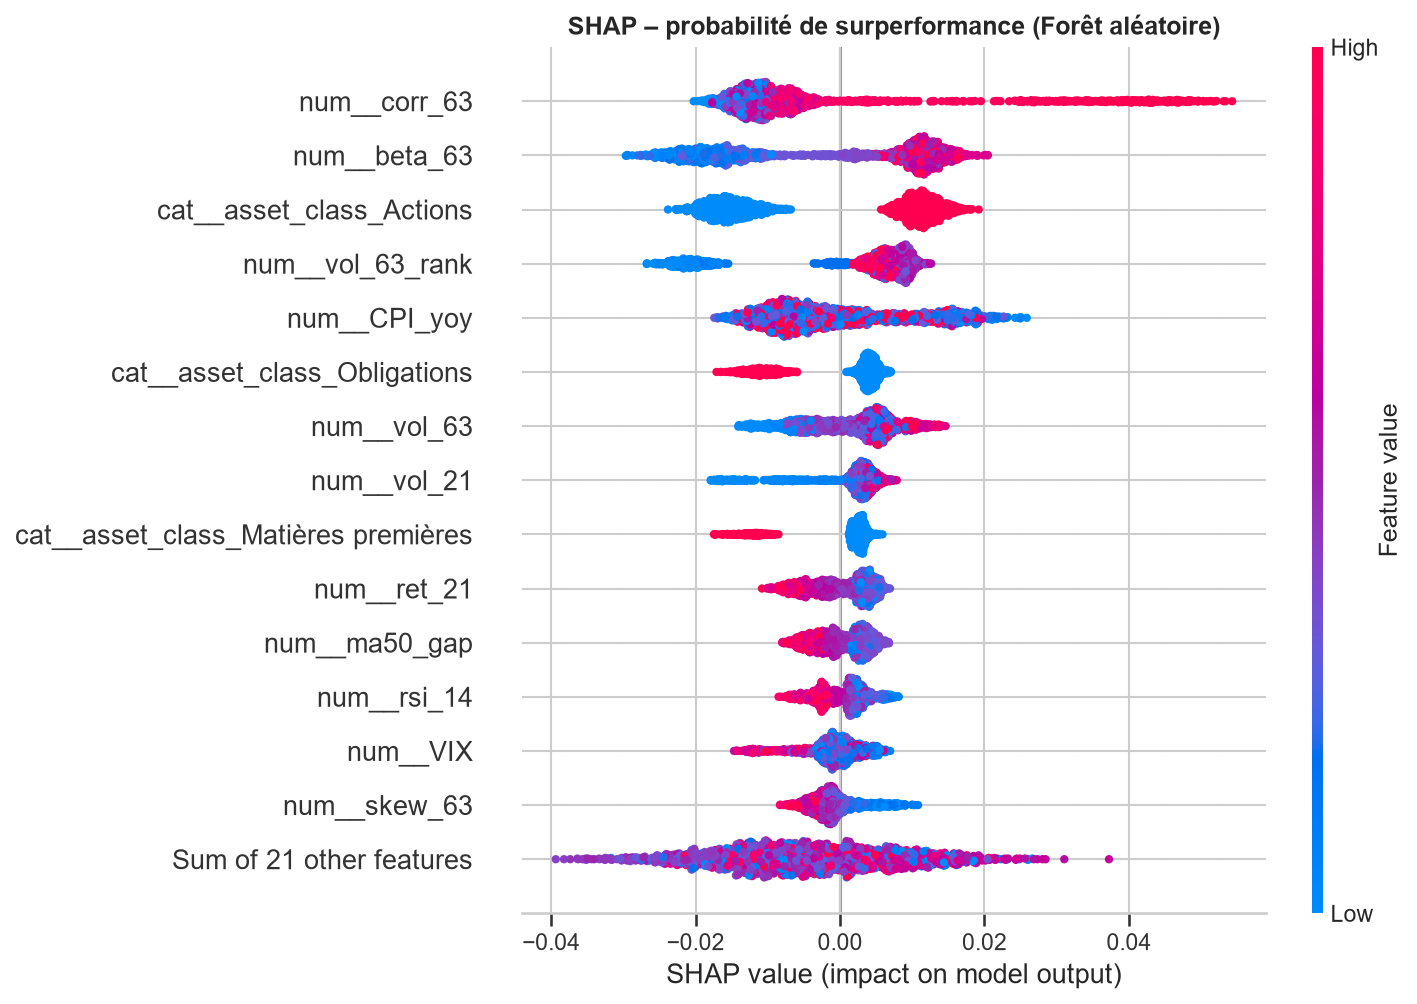 SHAP – probabilité de surperformance (Forêt aléatoire)
High
num__corr_63
num__beta_63
cat__asset_class_Actions
num__vol_63_rank
num__CPI_yoy
cat__asset_class_Obligations
num__vol_63
num__vol_21
cat__asset_class_Matières premières
num__ret_21
num__ma50_gap
num__rsi_14
num__VIX
num__skew_63
Sum of 21 other features
Feature value
Low
−0.04
−0.02
0.00
0.02
0.04
SHAP value (impact on model output)